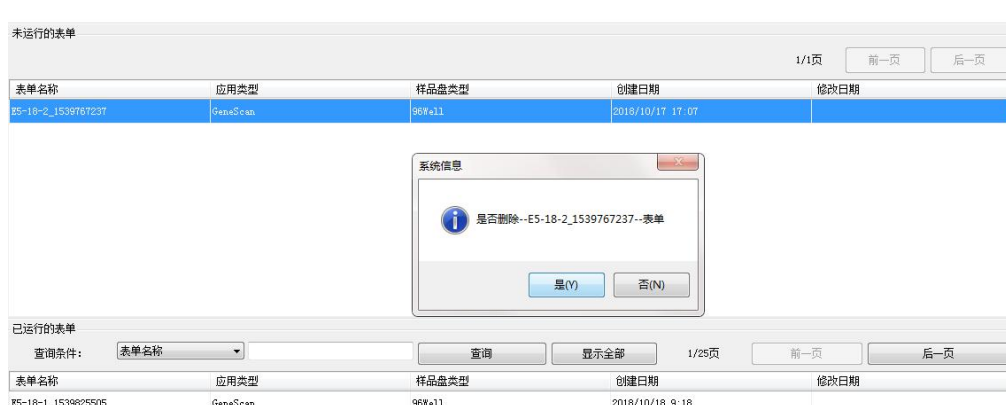 未运行的表单
1/1页 前一页 后一页
表单名称 应用类型 样品盘类型 创建日期 修改日期
E5-18-2_1539767237 GeneScan 96Well 2018/10/17 17:07
系统信息
是否删除--E5-18-2_1539767237--表单
是(Y) 否(N)
已运行的表单
查询条件： 表单名称 查询 显示全部 1/25页 前一页 后一页
表单名称 应用类型 样品盘类型 创建日期 修改日期
E5-18-1_1539825505 GeneScan 96Well 2018/10/18 9:18